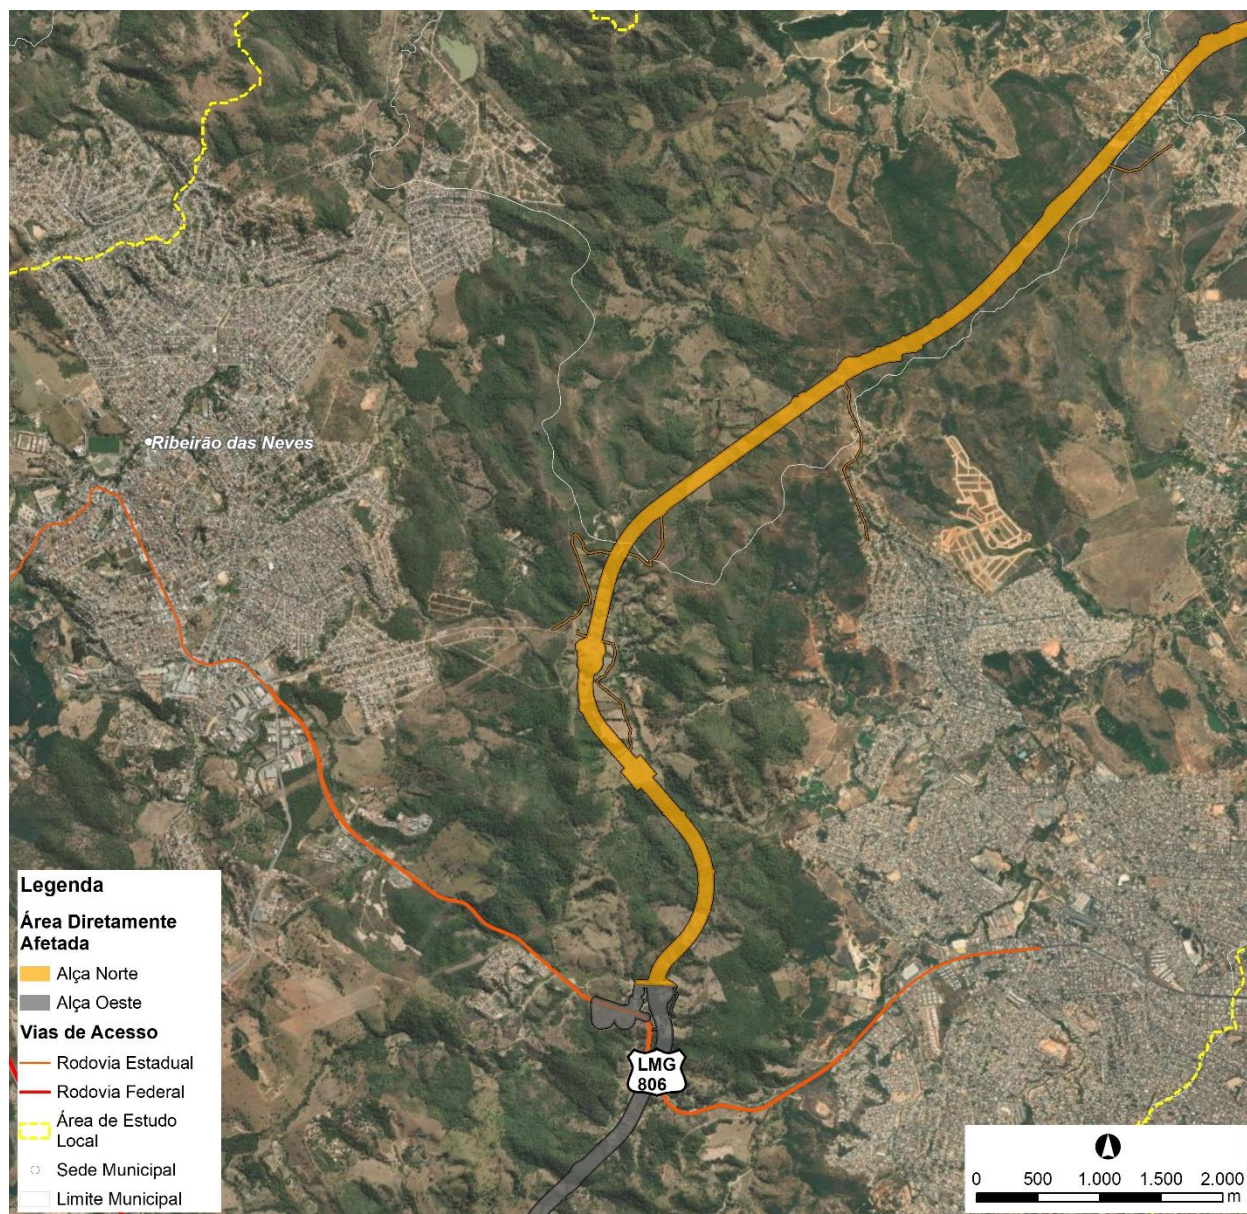 Ribeirão das Neves
LMG
806
Legenda
Área Diretamente
Afetada
Alça Norte
Alça Oeste
Vias de Acesso
Rodovia Estadual
Rodovia Federal
Área de Estudo
Local
Sede Municipal
Limite Municipal
0 500 1.000 1.500 2.000
m